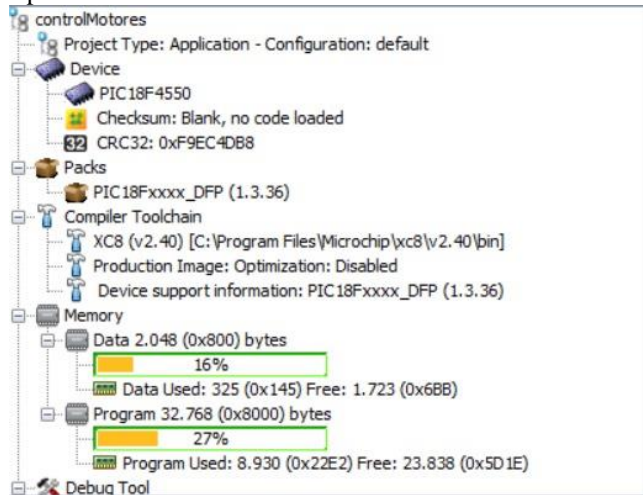 controlMotores
Project Type: Application - Configuration: default
Device
PIC18F4550
Checksum: Blank, no code loaded
32 CRC32: 0xF9EC4DB8
Packs
PIC18Fxxxx_DFP (1.3.36)
Compiler Toolchain
XC8 (v2.40) [C:\Program Files\Microchip\xc8\v2.40\bin]
Production Image: Optimization: Disabled
Device support information: PIC18Fxxxx_DFP (1.3.36)
Memory
Data 2.048 (0x800) bytes
16%
Data Used: 325 (0x145) Free: 1.723 (0x6BB)
Program 32.768 (0x8000) bytes
27%
Program Used: 8.930 (0x22E2) Free: 23.838 (0x5D1E)
Debug Tool